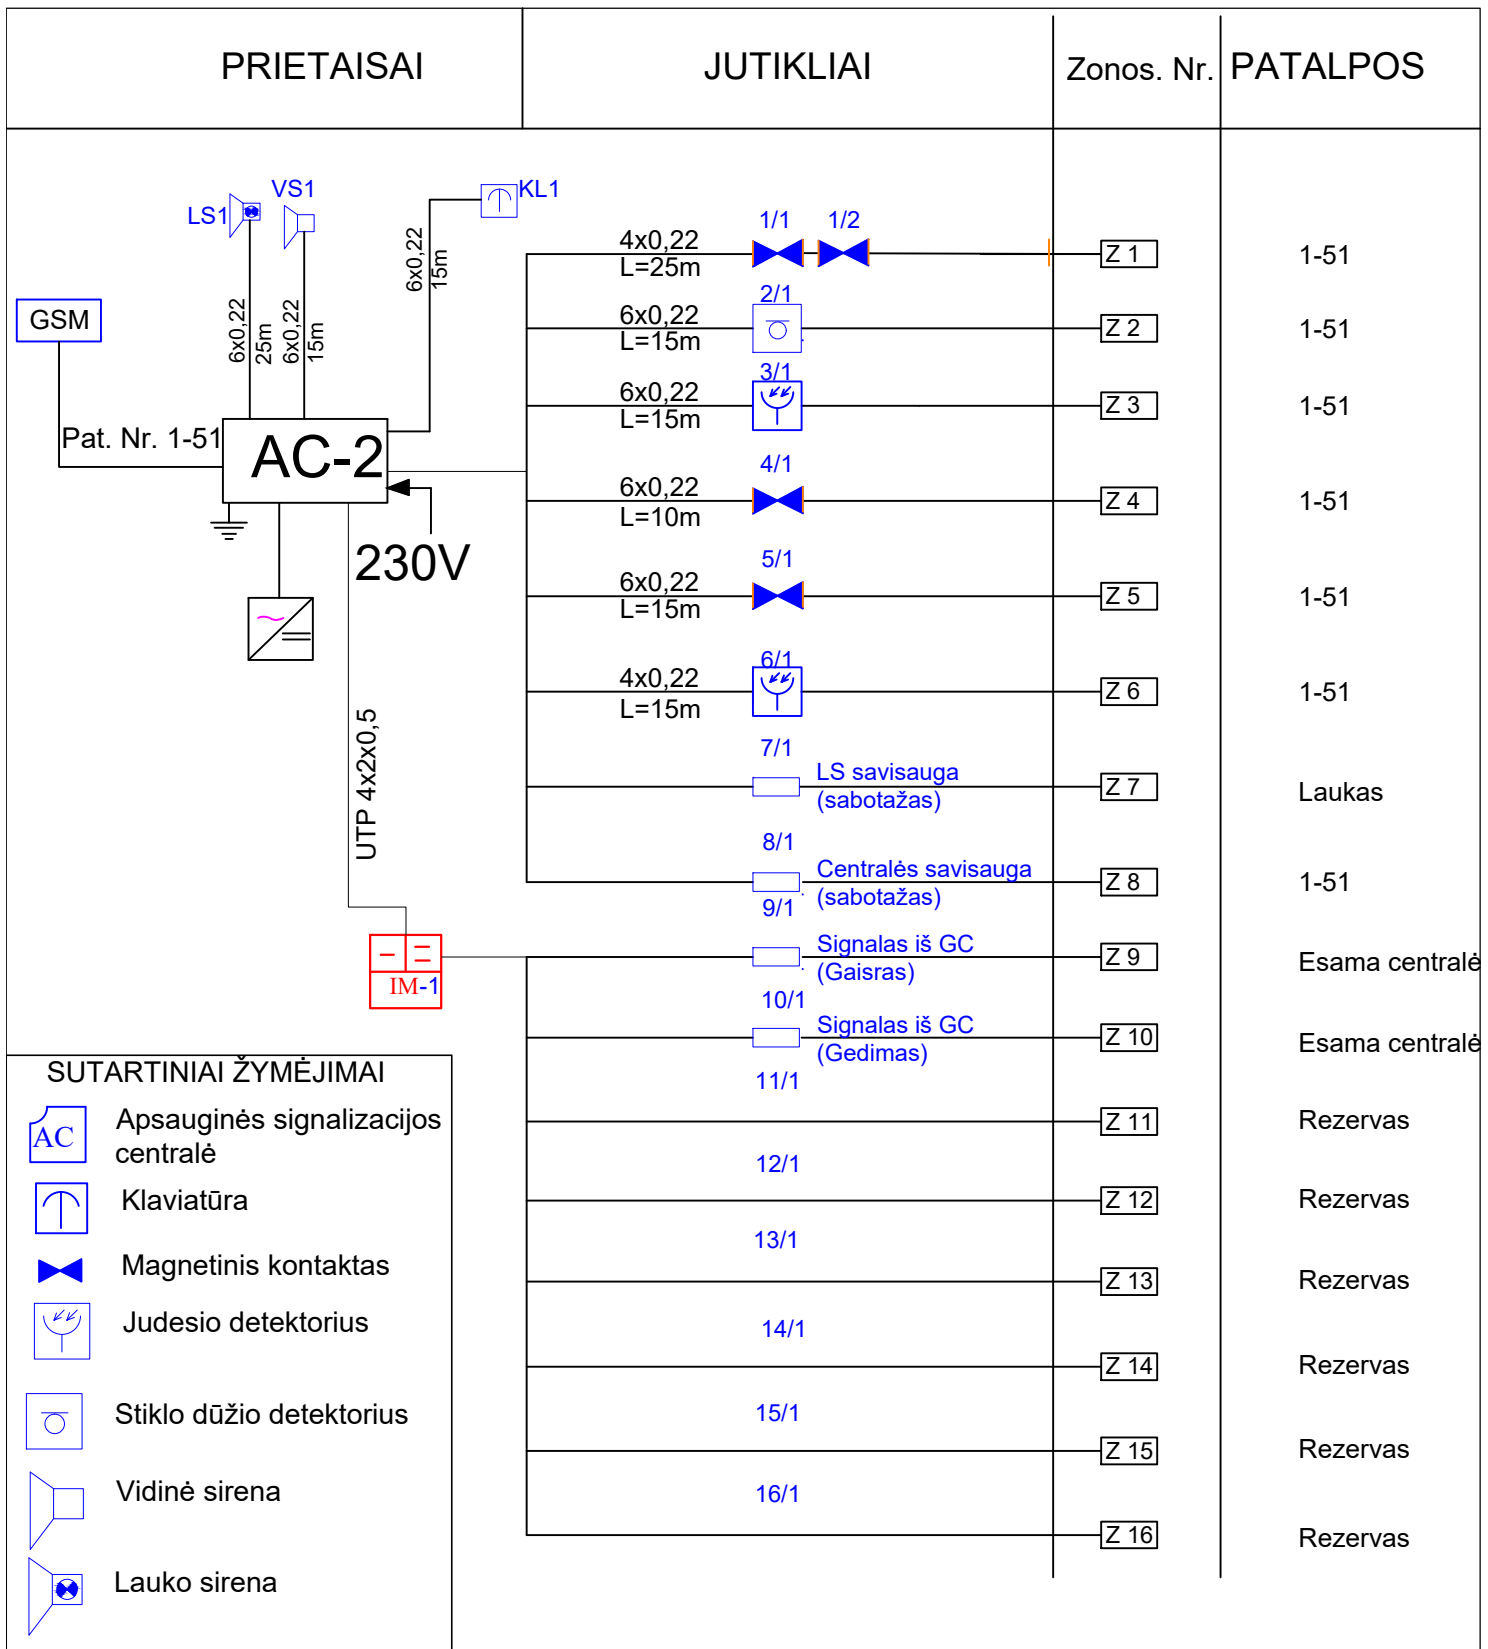 PRIETAISAI
JUTIKLIAI
Zonos. Nr.
PATALPOS
LS1
VS1
KL1
6x0,22
25m
6x0,22
15m
6x0,22
15m
GSM
Pat. Nr. 1-51
AC-2
230V
UTP 4x2x0,5
IM-1
1/1
1/2
4x0,22
L=25m
Z 1
1-51
2/1
6x0,22
L=15m
Z 2
1-51
3/1
6x0,22
L=15m
Z 3
1-51
4/1
6x0,22
L=10m
Z 4
1-51
5/1
6x0,22
L=15m
Z 5
1-51
6/1
4x0,22
L=15m
Z 6
1-51
7/1
LS savisauga
(sabotažas)
Z 7
Laukas
8/1
Centralės savisauga
(sabotažas)
Z 8
1-51
9/1
Signalas iš GC
(Gaisras)
Z 9
Esama centralė
10/1
Signalas iš GC
(Gedimas)
Z 10
Esama centralė
11/1
Z 11
Rezervas
12/1
Z 12
Rezervas
13/1
Z 13
Rezervas
14/1
Z 14
Rezervas
15/1
Z 15
Rezervas
16/1
Z 16
Rezervas
SUTARTINIAI ŽYMĖJIMAI
AC
Apsauginės signalizacijos
centralė
Klaviatūra
Magnetinis kontaktas
Judesio detektorius
Stiklo dūžio detektorius
Vidinė sirena
Lauko sirena